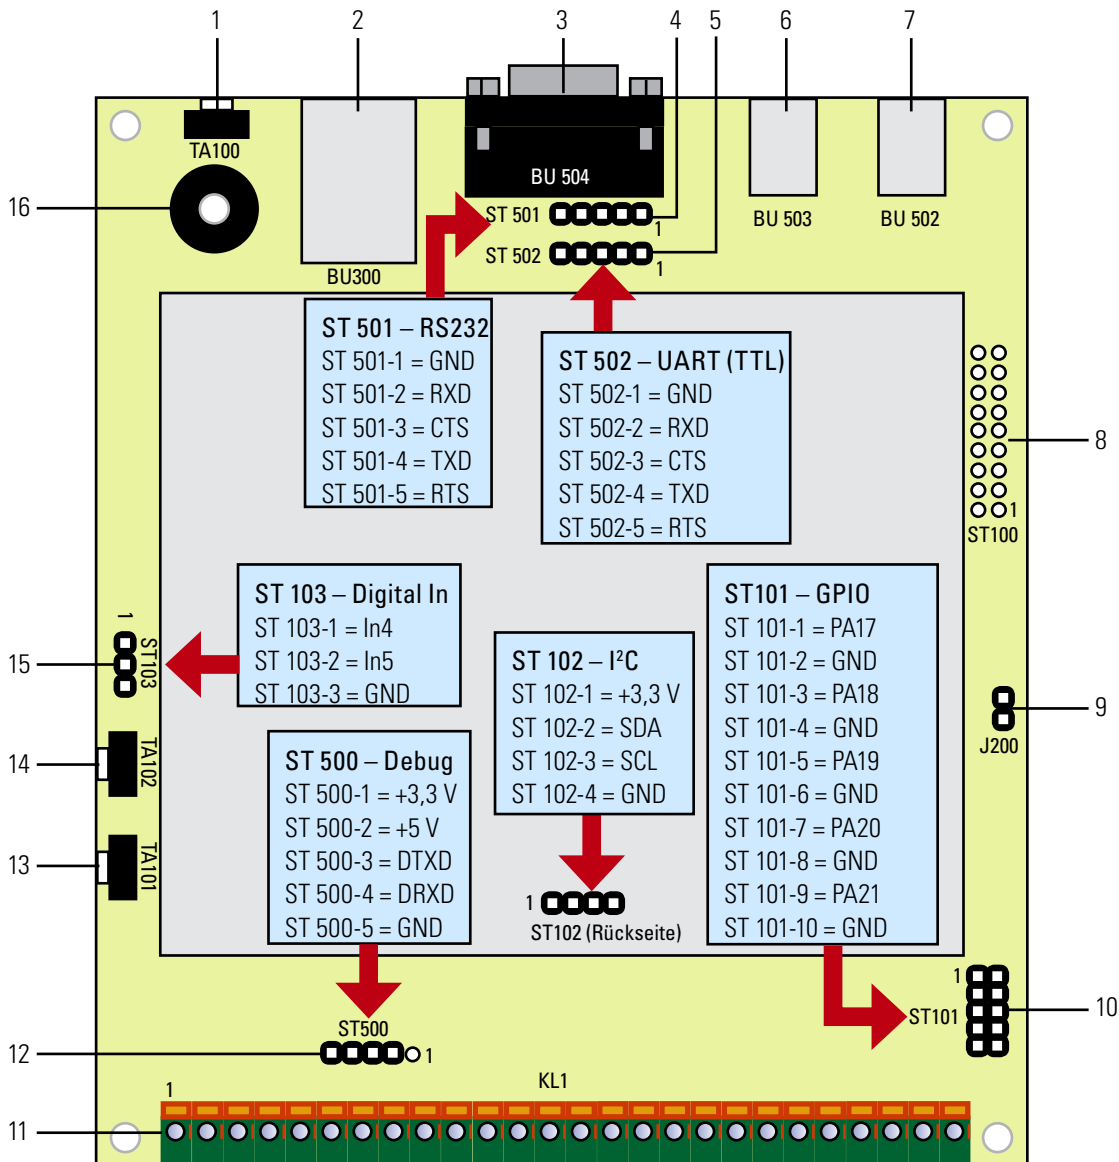 1 2 3 4 5 6 7
TA100
16
BU 504
ST 501
1
ST 502
1
BU 503
BU 502
BU300
ST 501 – RS232
ST 501-1 = GND
ST 501-2 = RXD
ST 501-3 = CTS
ST 501-4 = TXD
ST 501-5 = RTS
ST 502 – UART (TTL)
ST 502-1 = GND
ST 502-2 = RXD
ST 502-3 = CTS
ST 502-4 = TXD
ST 502-5 = RTS
8
1
ST100
1
ST103
15
ST 103 – Digital In
ST 103-1 = In4
ST 103-2 = In5
ST 103-3 = GND
ST 102 – I²C
ST 102-1 = +3,3 V
ST 102-2 = SDA
ST 102-3 = SCL
ST 102-4 = GND
ST101 – GPIO
ST 101-1 = PA17
ST 101-2 = GND
ST 101-3 = PA18
ST 101-4 = GND
ST 101-5 = PA19
ST 101-6 = GND
ST 101-7 = PA20
ST 101-8 = GND
ST 101-9 = PA21
ST 101-10 = GND
9
J200
14
TA102
13
TA101
ST 500 – Debug
ST 500-1 = +3,3 V
ST 500-2 = +5 V
ST 500-3 = DTXD
ST 500-4 = DRXD
ST 500-5 = GND
1
ST102 (Rückseite)
1
ST101
10
ST500
12
1
KL1
1
11